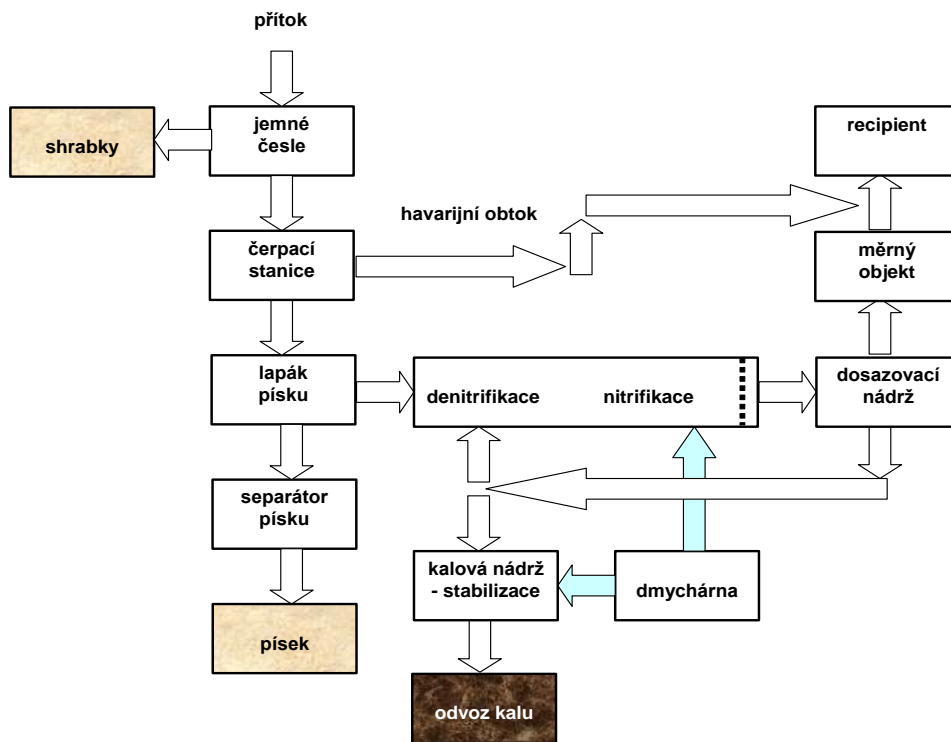 přítok
jemné
česle
shrabky
recipient
havarijní obtok
čerpací
stanice
měrný
objekt
lapák
písku
denitrifikace
nitrifikace
dosazovací
nádrž
separátor
písku
kalová nádrž
- stabilizace
dmychárna
písek
odvoz kalu